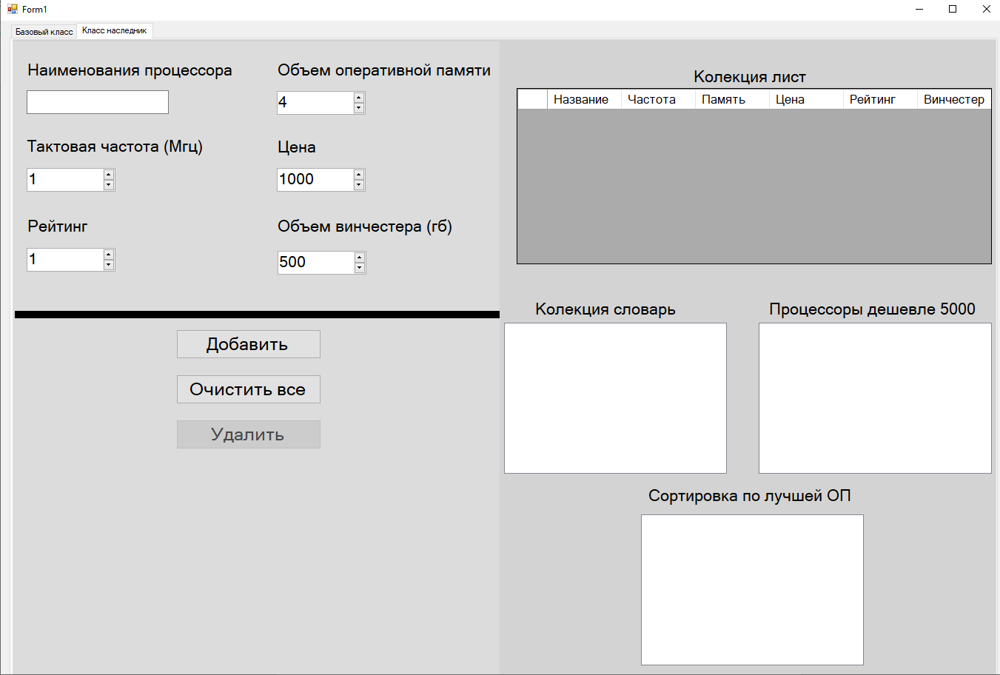 Form1
Базовый класс
Класс наследник
Наименования процессора
Объем оперативной памяти
4
Тактовая частота (Мгц)
Цена
1
1000
Рейтинг
Объем винчестера (гб)
1
500
Добавить
Очистить все
Удалить
Колекция лист
Название Частота Память Цена Рейтинг Винчестер
Колекция словарь
Процессоры дешевле 5000
Сортировка по лучшей ОП